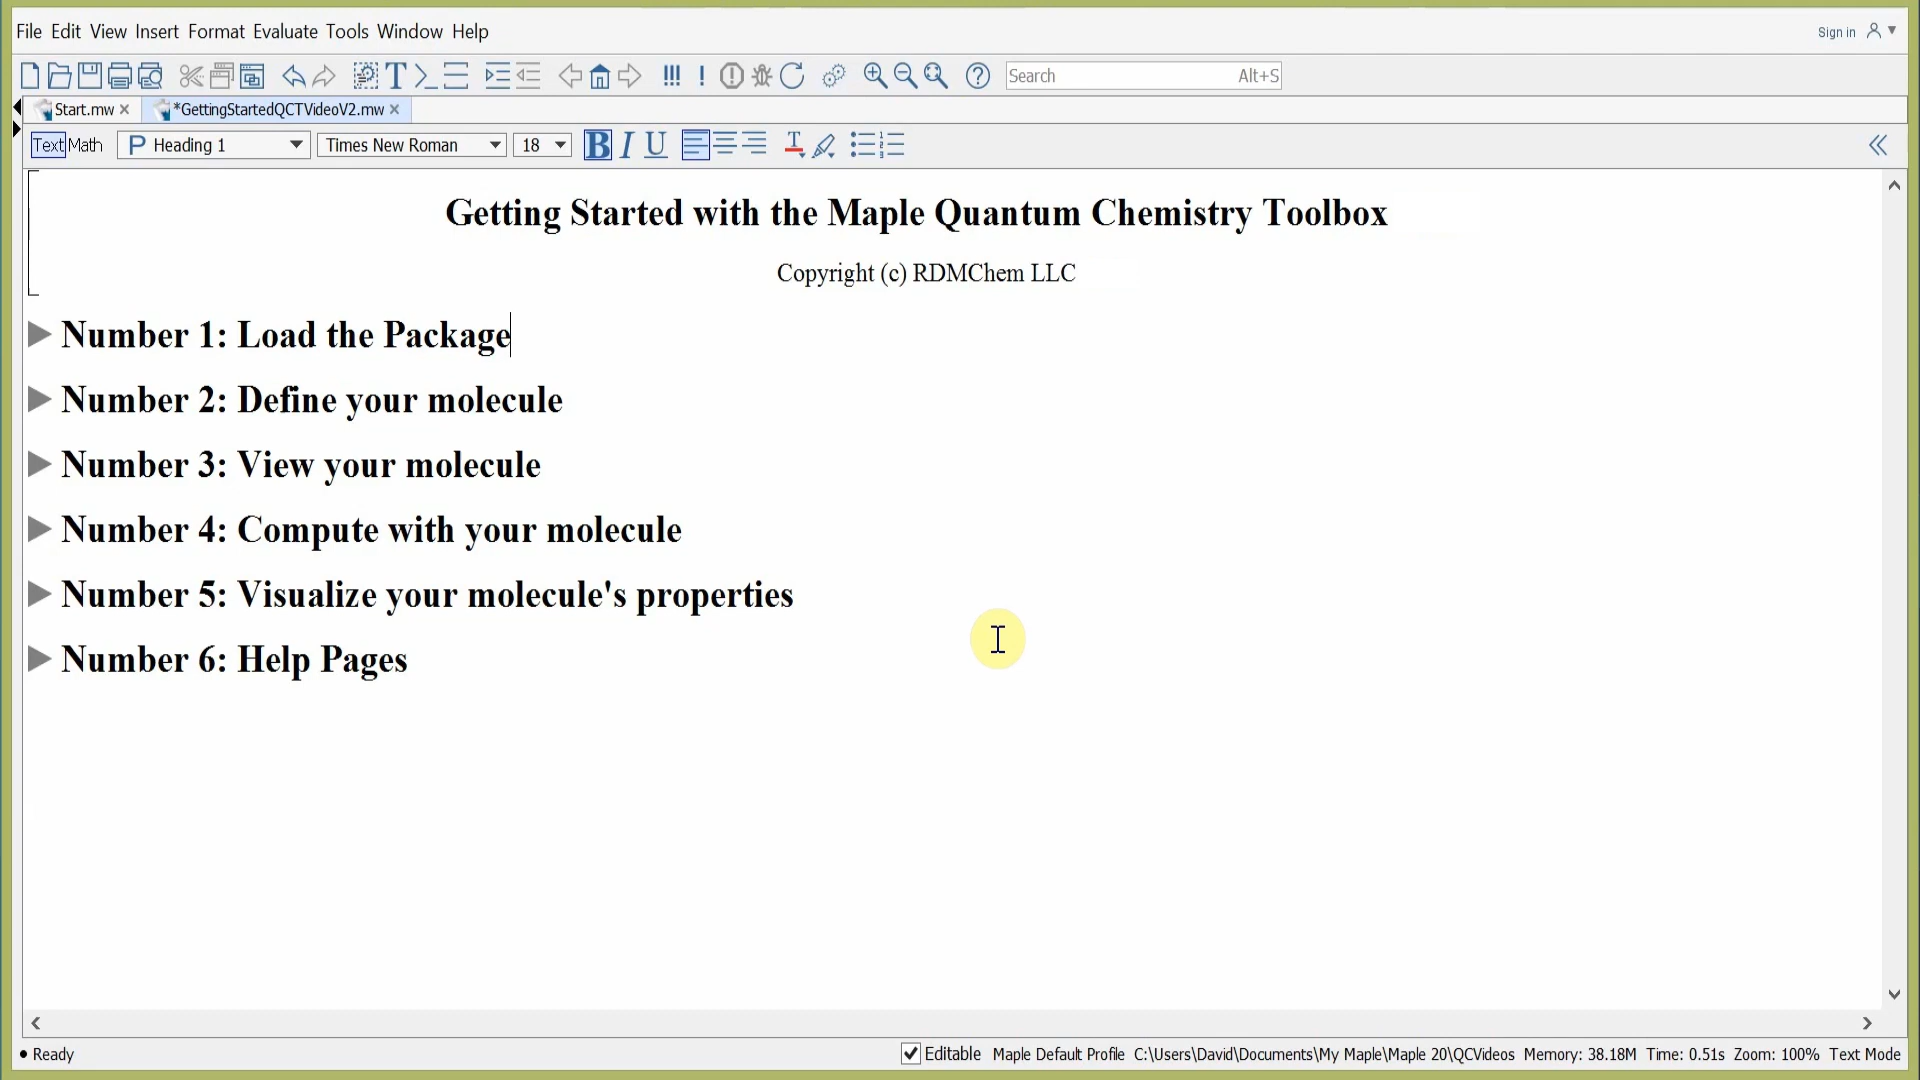 File Edit View Insert Format Evaluate Tools Window Help
Sign in
Search Alt+S
Start.mw *GettingStartedQCTVideoV2.mw
Text Math P Heading 1 Times New Roman 18 B I U
Getting Started with the Maple Quantum Chemistry Toolbox
Copyright (c) RDMChem LLC
Number 1: Load the Package
Number 2: Define your molecule
Number 3: View your molecule
Number 4: Compute with your molecule
Number 5: Visualize your molecule's properties
Number 6: Help Pages
Ready Editable Maple Default Profile C:\Users\David\Documents\My Maple\Maple 20\QCVideos Memory: 38.18M Time: 0.51s Zoom: 100% Text Mode